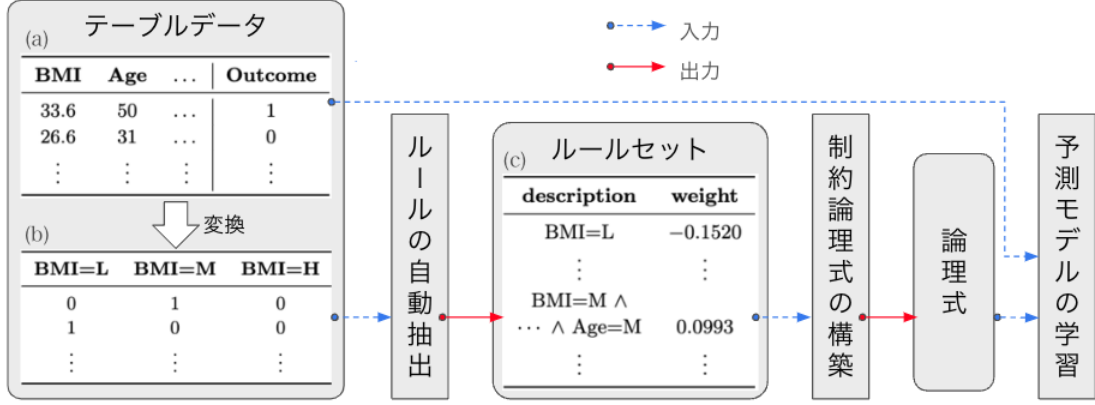 テーブルデータ
(a)
BMI Age ... Outcome
33.6 50 ... 1
26.6 31 ... 0
⋮ ⋮ ⋮ ⋮
変換
(b)
BMI=L BMI=M BMI=H
0 1 0
1 0 0
⋮ ⋮ ⋮
入力
出力
ルールの自動抽出
ルールセット
(c)
description weight
BMI=L −0.1520
⋮ ⋮
BMI=M ∧
⋯ ∧ Age=M 0.0993
⋮ ⋮
制約論理式の構築
論理式
予測モデルの学習